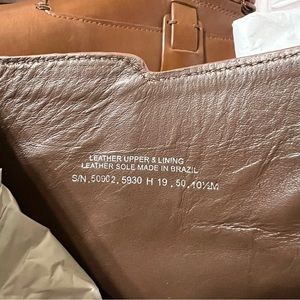 LEATHER UPPER & LINING
LEATHER SOLE MADE IN BRAZIL
S/N, 50902, 5930 H 19, 50, 10½M